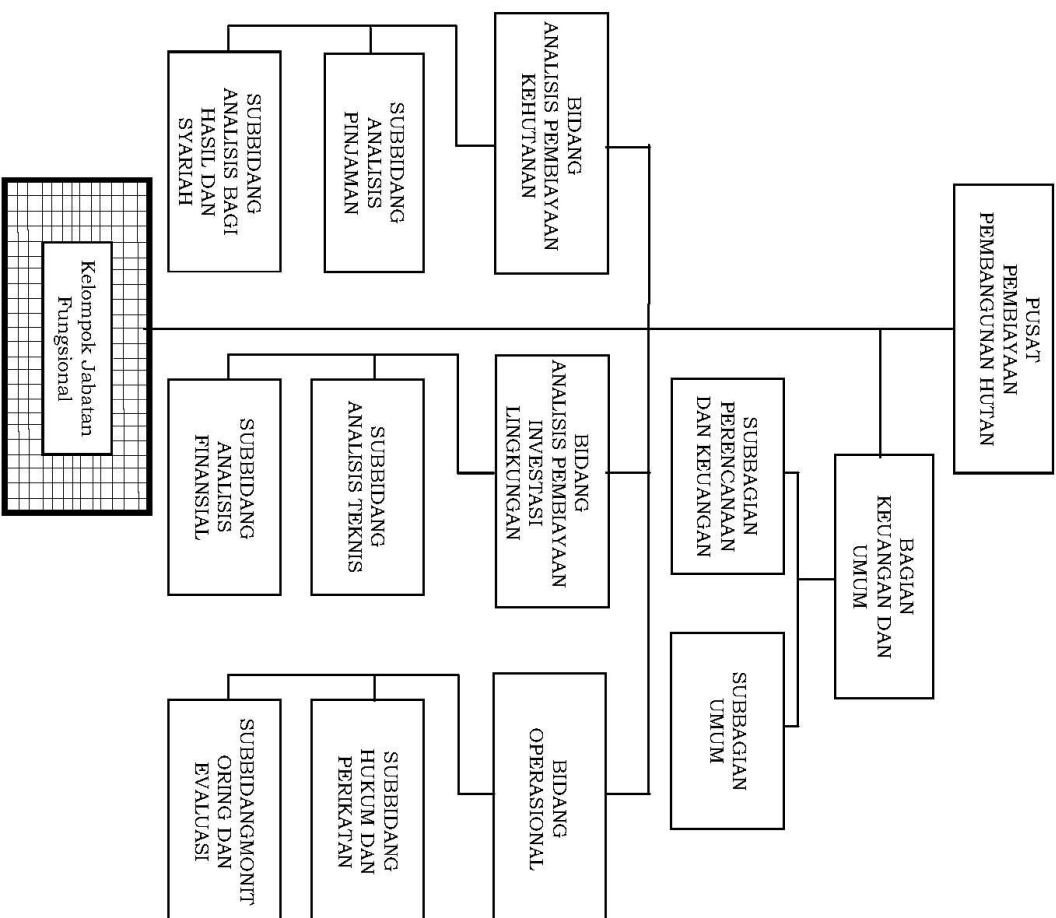 PUSAT
PEMBIAYAAN
PEMBANGUNAN HUTAN
BAGIAN
KEUANGAN DAN
UMUM
SUBBAGIAN
PERENCANAAN
DAN KEUANGAN
SUBBAGIAN
UMUM
BIDANG
ANALISIS PEMBIAYAAN
KEHUTANAN
BIDANG
ANALISIS PEMBIAYAAN
INVESTASI
LINGKUNGAN
BIDANG
OPERASIONAL
SUBBIDANG
ANALISIS
PINJAMAN
SUBBIDANG
ANALISIS TEKNIS
SUBBIDANG
HUKUM DAN
PERIKATAN
SUBBIDANG
ANALISIS BAGI
HASIL DAN
SYARIAH
SUBBIDANG
ANALISIS
FINANSIAL
SUBBIDANGMONIT
ORING DAN
EVALUASI
Kelompok Jabatan
Fungsional